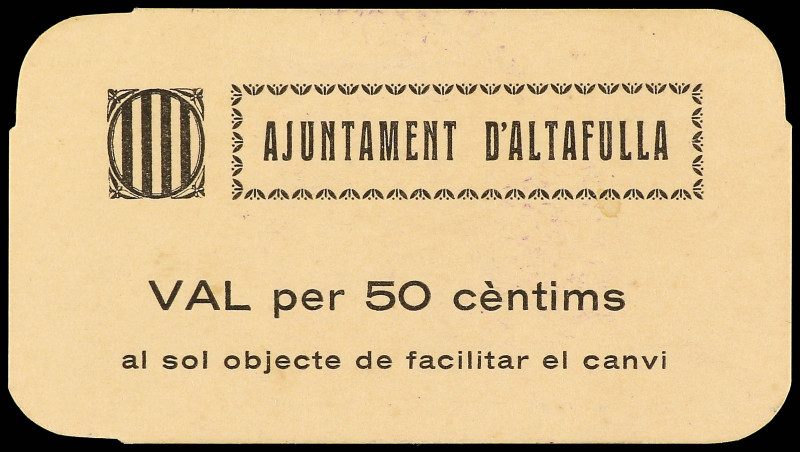 AJUNTAMENT D'ALTAFULLA
VAL per 50 cèntims
al sol objecte de facilitar el canvi